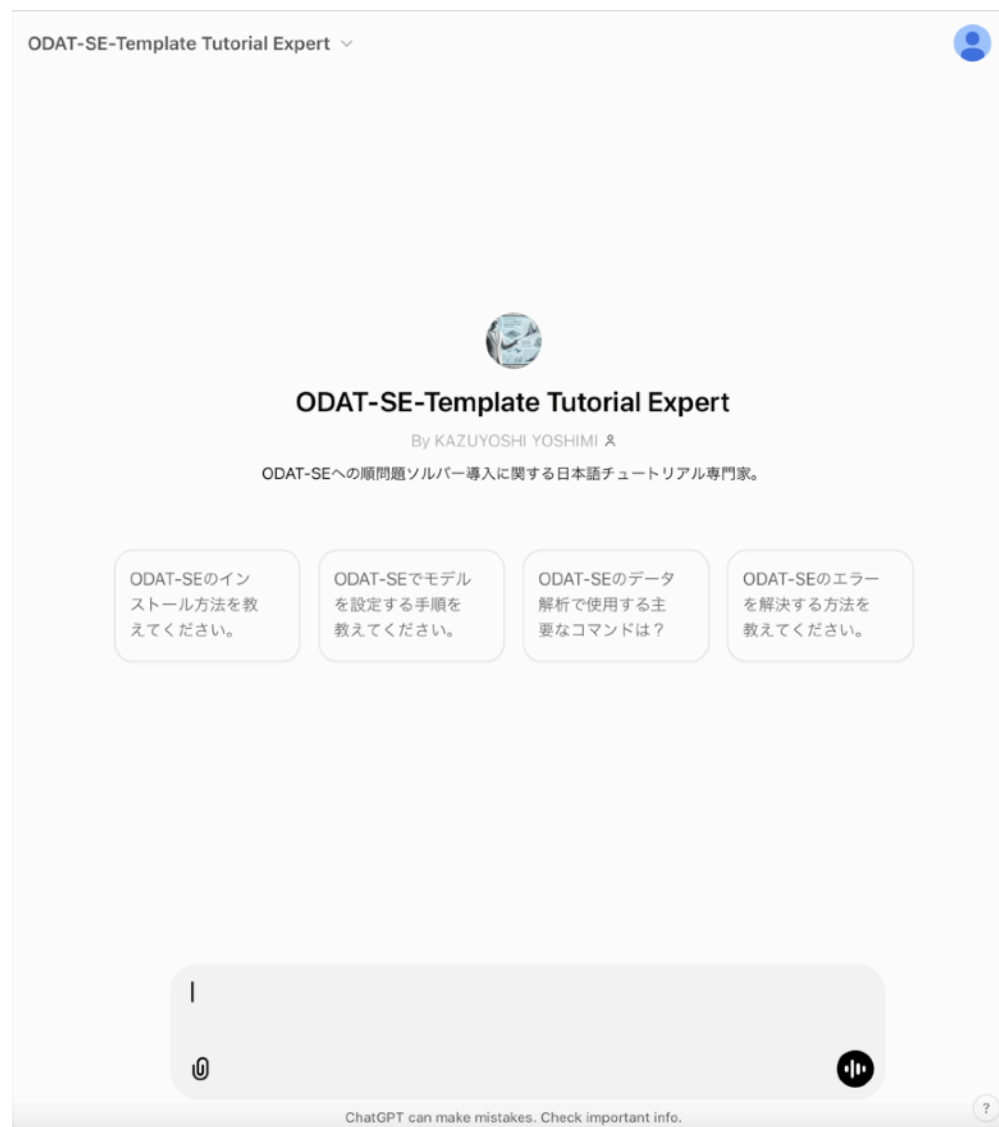 ODAT-SE-Template Tutorial Expert
ODAT-SE-Template Tutorial Expert
By KAZUYOSHI YOSHIMI
ODAT-SEへの順問題ソルバー導入に関する日本語チュートリアル専門家。
ODAT-SEのイン
ストール方法を教
えてください。
ODAT-SEでモデル
を設定する手順を
教えてください。
ODAT-SEのデータ
解析で使用する主
要なコマンドは？
ODAT-SEのエラー
を解決する方法を
教えてください。
ChatGPT can make mistakes. Check important info.
?